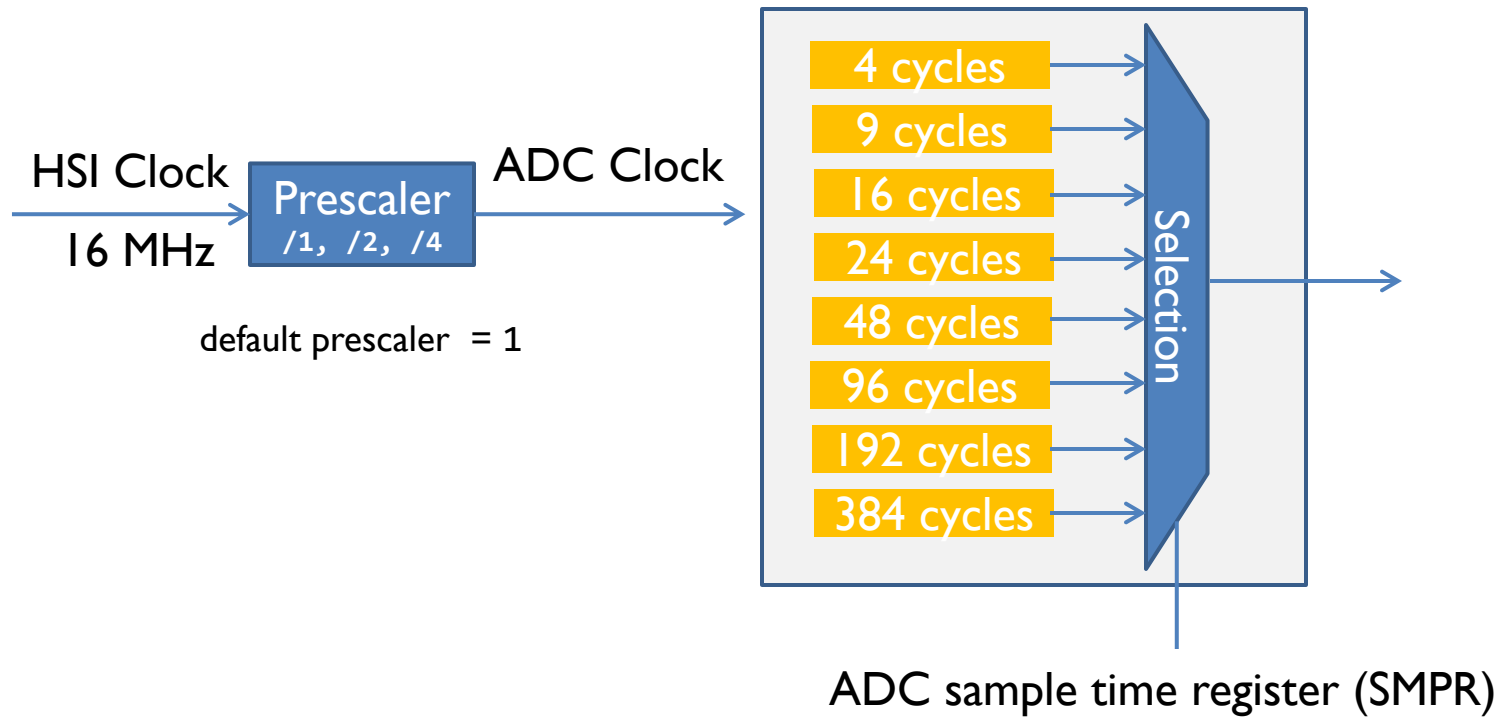 HSI Clock
16 MHz
Prescaler
/1, /2, /4
ADC Clock
default prescaler = 1
4 cycles
9 cycles
16 cycles
24 cycles
48 cycles
96 cycles
192 cycles
384 cycles
Selection
ADC sample time register (SMPR)